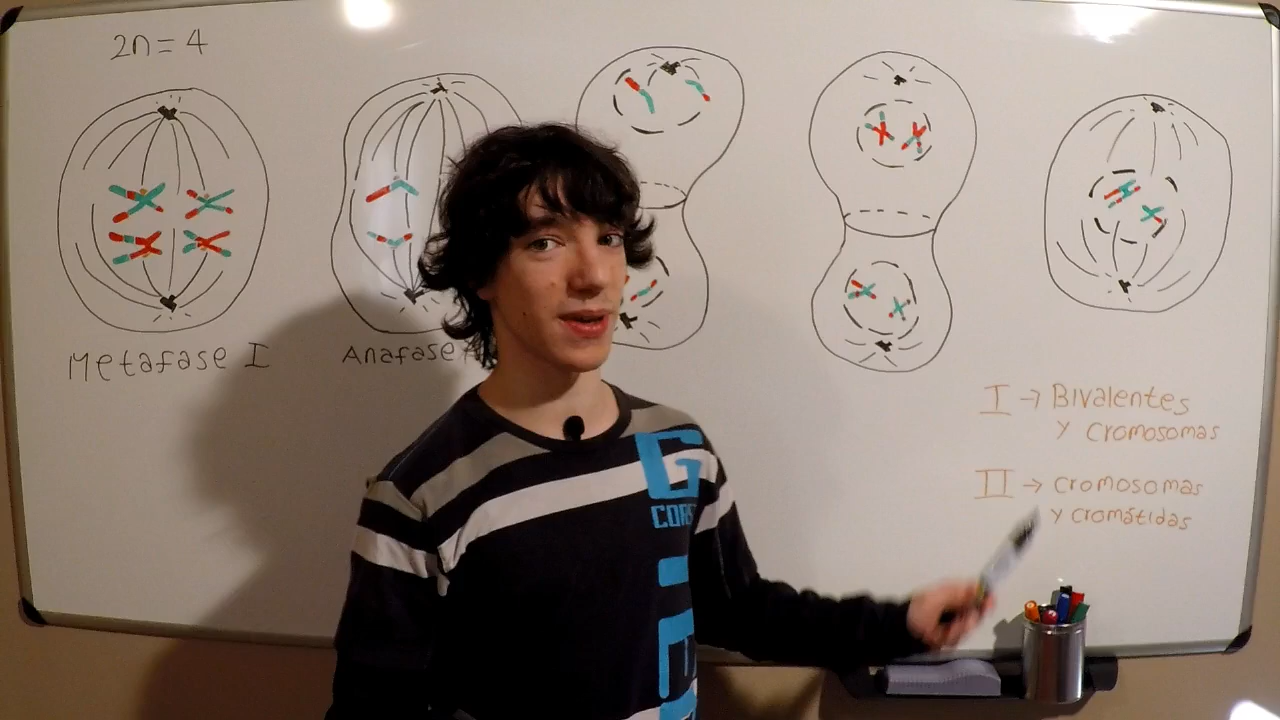 2n=4
Metafase I
Anafase
I → Bivalentes
y cromosomas
II → cromosomas
y cromátidas
G